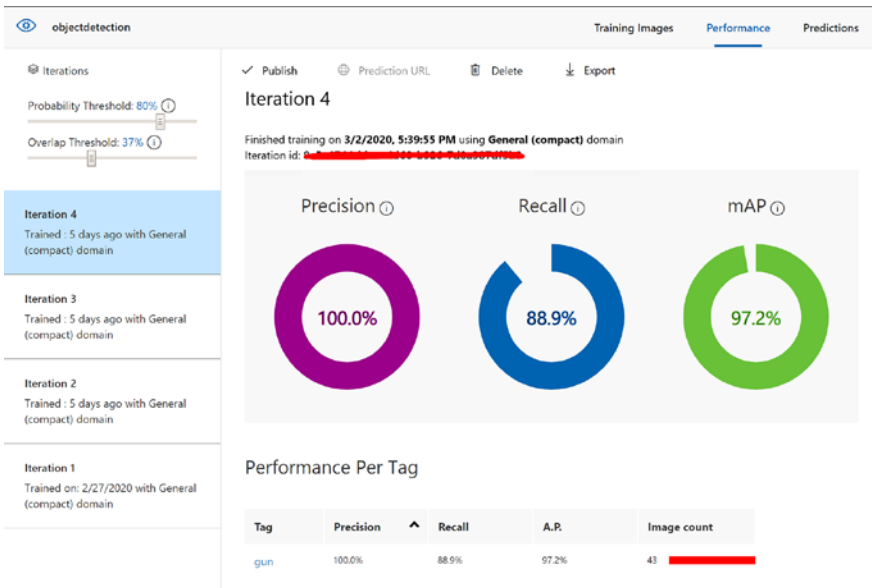 objectdetection
Training Images Performance Predictions
Iterations
Probability Threshold: 80%
Overlap Threshold: 37%
Iteration 4
Trained : 5 days ago with General
(compact) domain
Iteration 3
Trained : 5 days ago with General
(compact) domain
Iteration 2
Trained : 5 days ago with General
(compact) domain
Iteration 1
Trained on: 2/27/2020 with General
(compact) domain
Publish Prediction URL Delete Export
Iteration 4
Finished training on 3/2/2020, 5:39:55 PM using General (compact) domain
Iteration id:
Precision Recall mAP
100.0% 88.9% 97.2%
Performance Per Tag
Tag Precision Recall A.P. Image count
gun 100.0% 88.9% 97.2% 43